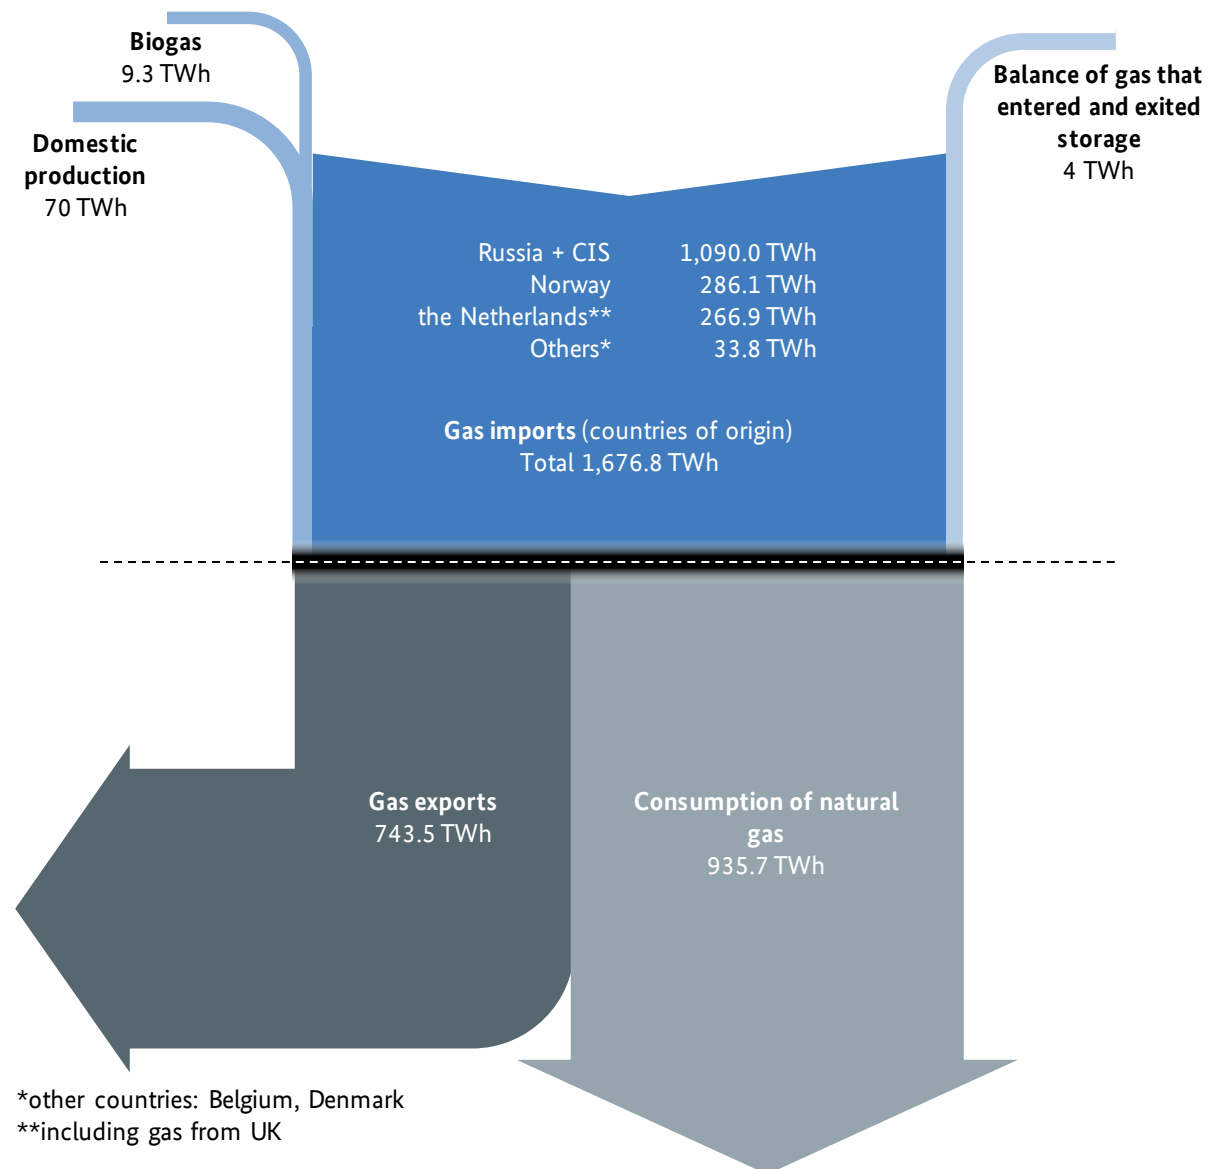 Biogas
9.3 TWh
Domestic
production
70 TWh
Balance of gas that
entered and exited
storage
4 TWh
Russia + CIS 1,090.0 TWh
Norway 286.1 TWh
the Netherlands** 266.9 TWh
Others* 33.8 TWh
Gas imports (countries of origin)
Total 1,676.8 TWh
Gas exports
743.5 TWh
Consumption of natural
gas
935.7 TWh
*other countries: Belgium, Denmark
**including gas from UK